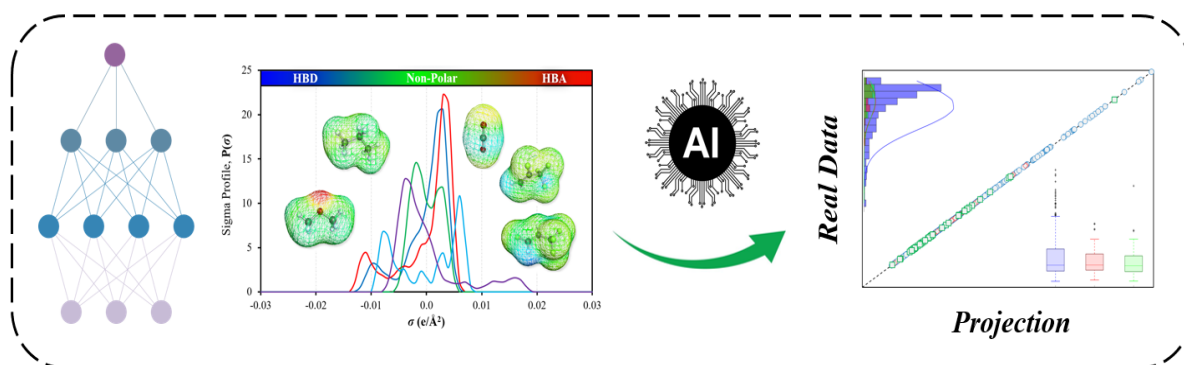 HBD Non-Polar HBA
Sigma Profile, P(σ)
25
20
15
10
5
0
-0.03 -0.02 -0.01 0.0 0.01 0.02 0.03
σ (e/Å²)
AI
Real Data
Projection